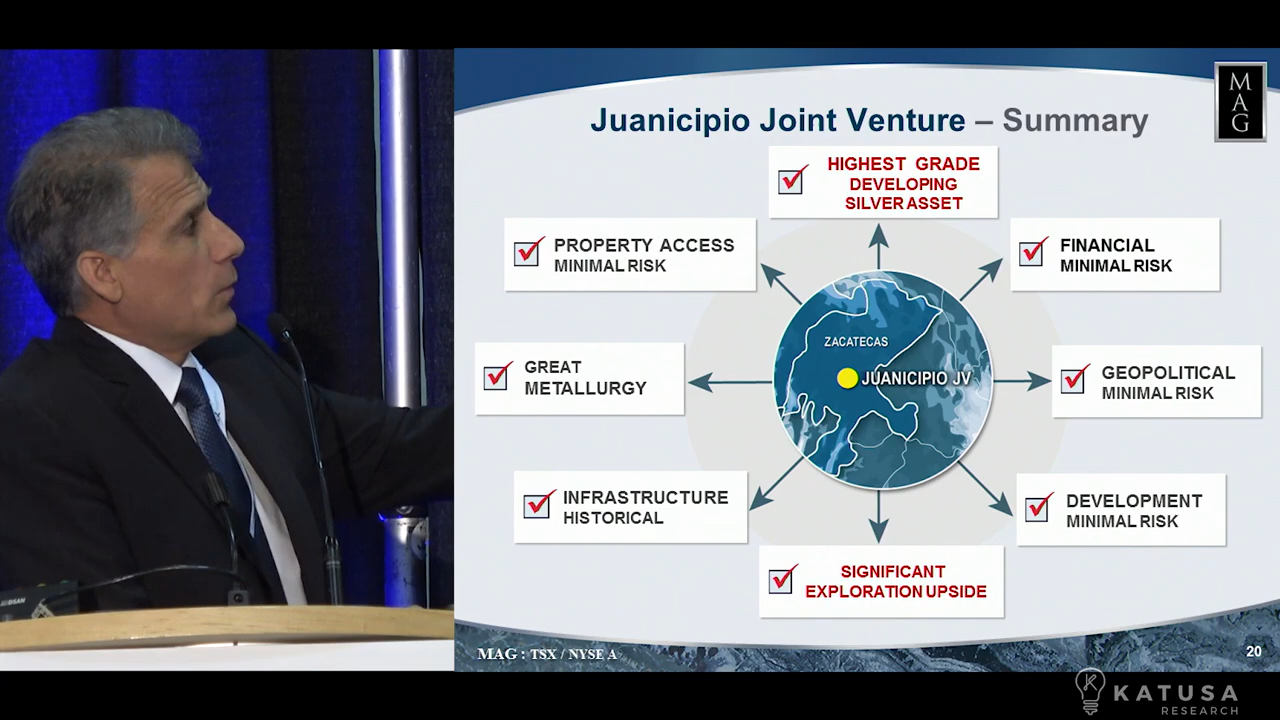 Juanicipio Joint Venture – Summary
M
A
G
HIGHEST GRADE
DEVELOPING
SILVER ASSET
PROPERTY ACCESS
MINIMAL RISK
FINANCIAL
MINIMAL RISK
ZACATECAS
JUANICIPIO JV
GREAT
METALLURGY
GEOPOLITICAL
MINIMAL RISK
INFRASTRUCTURE
HISTORICAL
DEVELOPMENT
MINIMAL RISK
SIGNIFICANT
EXPLORATION UPSIDE
MAG : TSX / NYSE A
20
KATUSA
RESEARCH